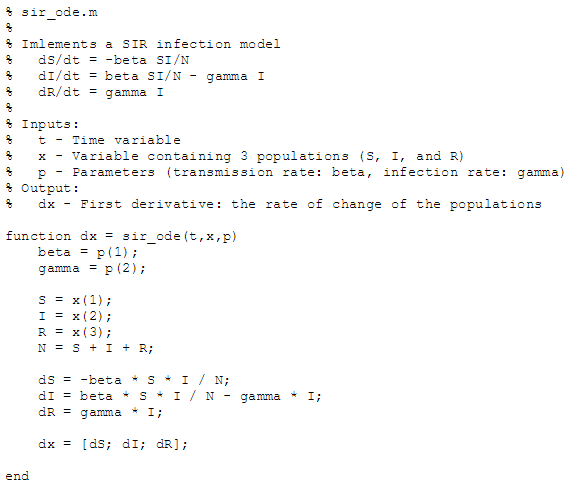 % sir_ode.m
%
% Imlements a SIR infection model
%   dS/dt = -beta SI/N
%   dI/dt = beta SI/N - gamma I
%   dR/dt = gamma I
%
% Inputs:
%   t - Time variable
%   x - Variable containing 3 populations (S, I, and R)
%   p - Parameters (transmission rate: beta, infection rate: gamma)
% Output:
%   dx - First derivative: the rate of change of the populations

function dx = sir_ode(t,x,p)
    beta = p(1);
    gamma = p(2);

    S = x(1);
    I = x(2);
    R = x(3);
    N = S + I + R;

    dS = -beta * S * I / N;
    dI = beta * S * I / N - gamma * I;
    dR = gamma * I;

    dx = [dS; dI; dR];

end